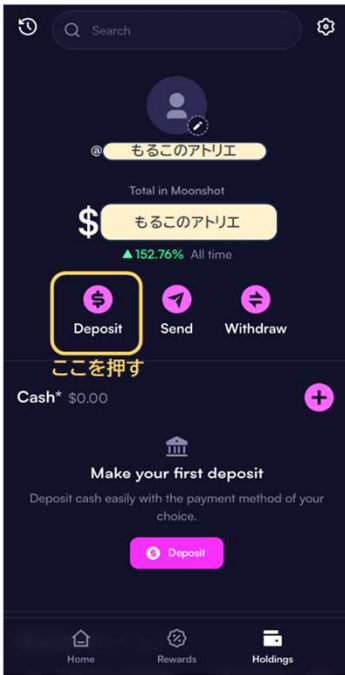 Search
@ もるこのアトリエ
Total in Moonshot
$ もるこのアトリエ
▲152.76% All time
Deposit Send Withdraw
ここを押す
Cash* $0.00
Make your first deposit
Deposit cash easily with the payment method of your
choice.
Deposit
Home Rewards Holdings